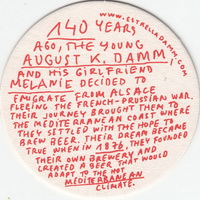 140 YEARS
AGO, THE YOUNG
AUGUST K. DAMM
AND HIS GIRLFRIEND
MELANIE DECIDED TO
EMIGRATE FROM ALSACE
FLEEING THE FRENCH-PRUSSIAN WAR.
THEIR JOURNEY BROUGHT THEM TO
THE MEDITERRANEAN COAST WHERE
THEY SETTLED WITH THE HOPE TO
BREW BEER. THEIR DREAM BECAME
TRUE WHEN IN 1876, THEY FOUNDED
THEIR OWN BREWERY AND
CREATED A BEER THAT WOULD
ADAPT TO THE HOT
MEDITERRANEAN
CLIMATE.
WWW.ESTRELLADAMM.COM